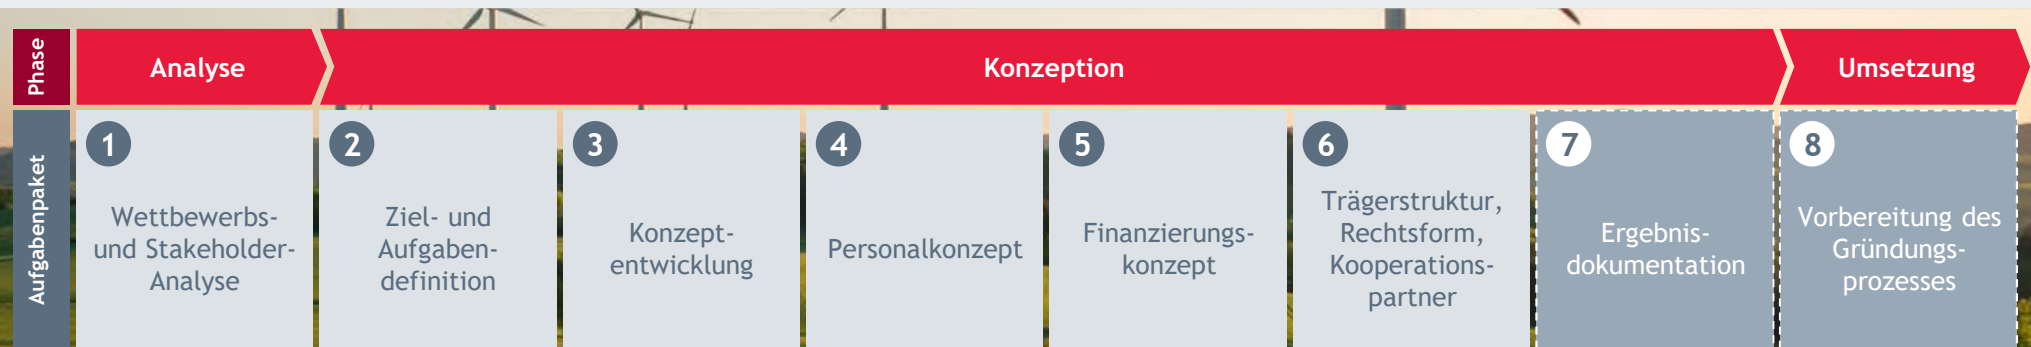 Phase
Analyse
Konzeption
Umsetzung
Aufgabenpaket
1
Wettbewerbs-
und Stakeholder-
Analyse
2
Ziel- und
Aufgaben-
definition
3
Konzept-
entwicklung
4
Personalkonzept
5
Finanzierungs-
konzept
6
Trägerstruktur,
Rechtsform,
Kooperations-
partner
7
Ergebnis-
dokumentation
8
Vorbereitung des
Gründungs-
prozesses